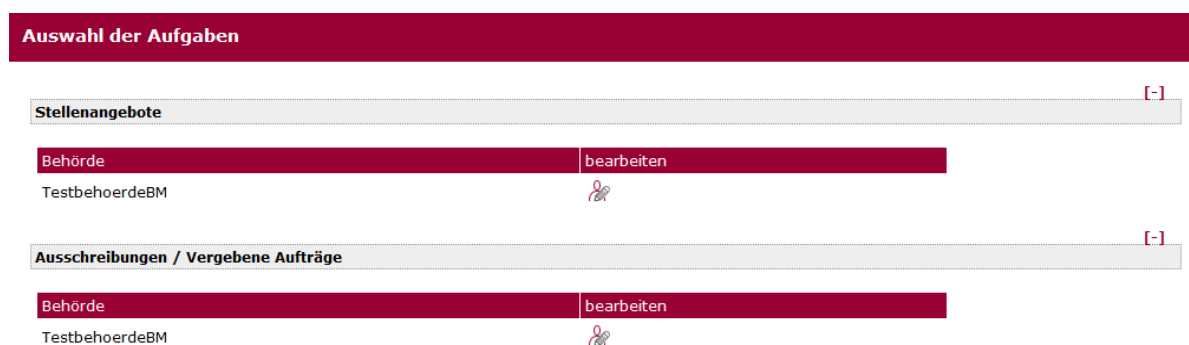 Auswahl der Aufgaben
[-]
Stellenangebote
Behörde bearbeiten
TestbehoerdeBM
[-]
Ausschreibungen / Vergebene Aufträge
Behörde bearbeiten
TestbehoerdeBM